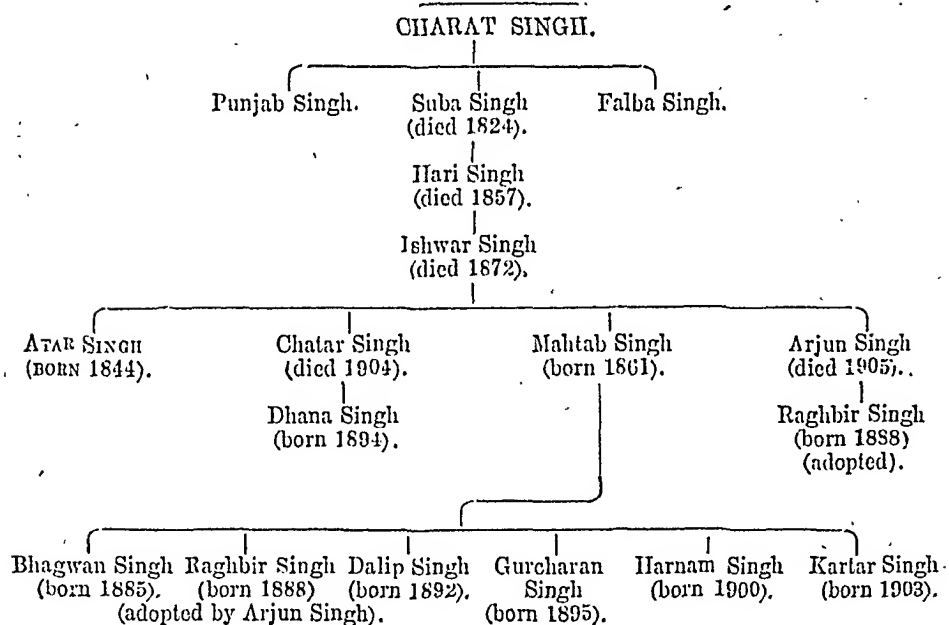 CHARAT SINGH.
Punjab Singh. Suba Singh Falba Singh.
(died 1824).
Hari Singh
(died 1857).
Ishwar Singh
(died 1872).
ATAR SINGH Chatar Singh Mahtab Singh Arjun Singh
(BORN 1844). (died 1904). (born 1861). (died 1905).
Dhana Singh Raghbir Singh
(born 1894). (born 1888)
(adopted).
Bhagwan Singh Raghbir Singh Dalip Singh Gurcharan Harnam Singh Kartar Singh
(born 1885). (born 1888) (born 1892). Singh (born 1900). (born 1903).
(adopted by Arjun Singh). (born 1895).